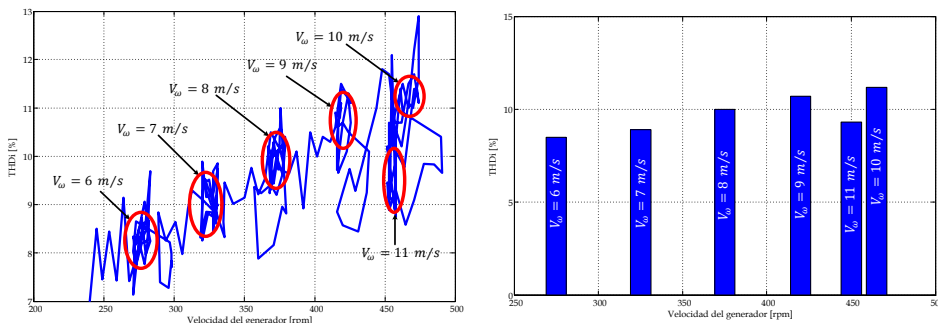 13
12
11
10
9
8
7
200
250
300
350
400
450
500
THDi [%]
Velocidad del generador [rpm]
V_ω = 6 m/s
V_ω = 7 m/s
V_ω = 8 m/s
V_ω = 9 m/s
V_ω = 10 m/s
V_ω = 11 m/s
15
10
5
0
250
300
350
400
450
500
THDi [%]
Velocidad del generador [rpm]
V_ω = 6 m/s
V_ω = 7 m/s
V_ω = 8 m/s
V_ω = 9 m/s
V_ω = 11 m/s
V_ω = 10 m/s